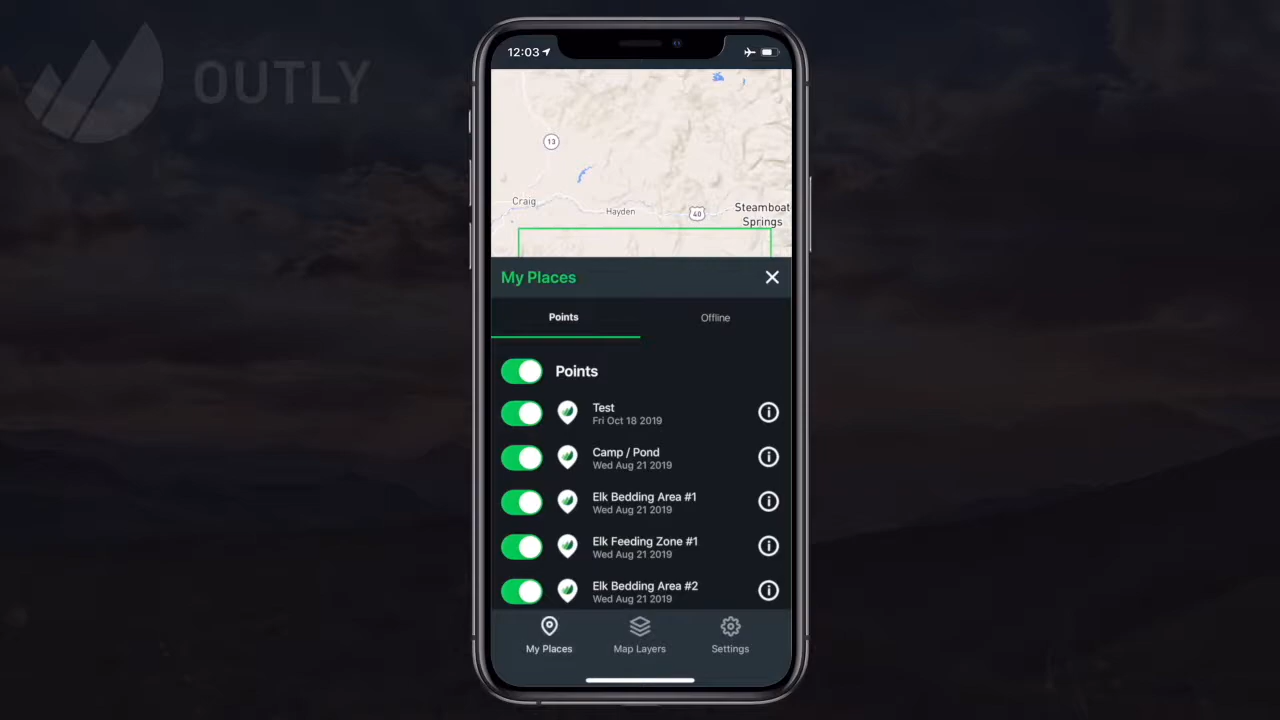 OUTLY
12:03
13
Craig
Hayden
40
Steamboat
Springs
My Places
Points
Offline
Points
Test
Fri Oct 18 2019
Camp / Pond
Wed Aug 21 2019
Elk Bedding Area #1
Wed Aug 21 2019
Elk Feeding Zone #1
Wed Aug 21 2019
Elk Bedding Area #2
Wed Aug 21 2019
My Places
Map Layers
Settings